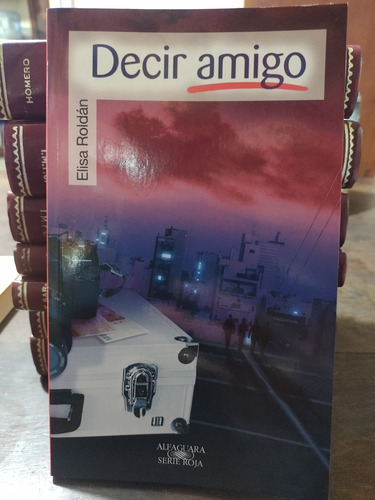 Decir amigo
Elisa Roldán
ALFAGUARA
SERIE ROJA
HOMERO